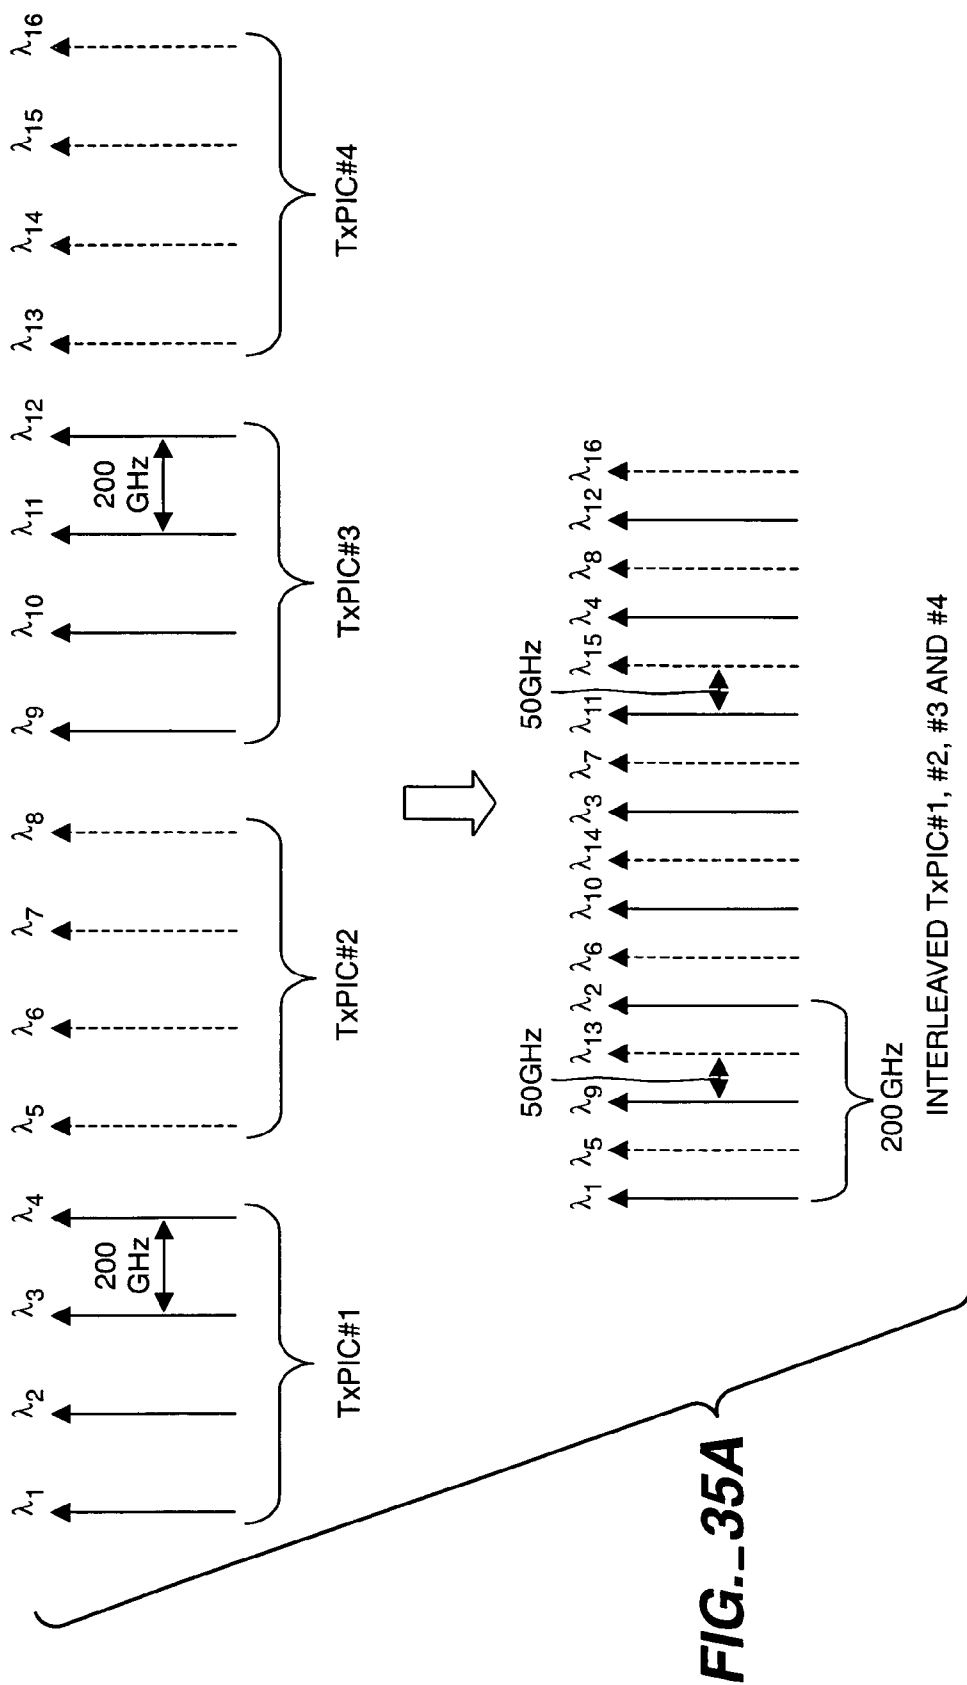 λ1 λ2 λ3 λ4 λ5 λ6 λ7 λ8 λ9 λ10 λ11 λ12 λ13 λ14 λ15 λ16
200
GHz
200
GHz
TxPIC#1 TxPIC#2 TxPIC#3 TxPIC#4
50GHz 50GHz
λ1 λ5 λ9 λ13 λ2 λ6 λ10 λ14 λ3 λ7 λ11 λ15 λ4 λ8 λ12 λ16
200 GHz
INTERLEAVED TxPIC#1, #2, #3 AND #4
FIG._35A